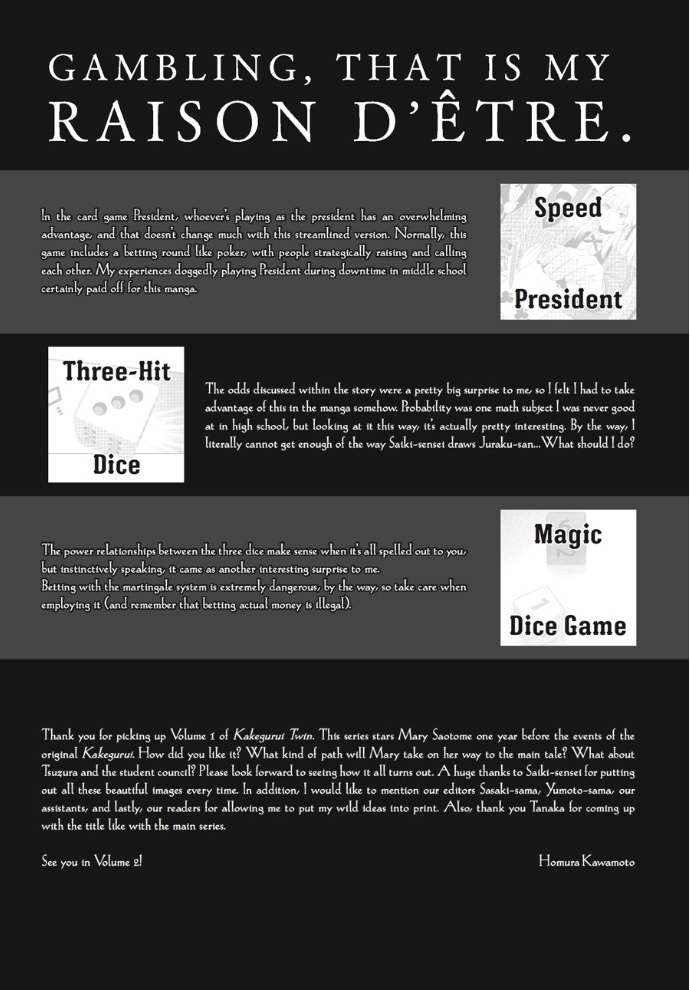 GAMBLING, THAT IS MY
RAISON D'ÊTRE.
In the card game President, whoever's playing as the president has an overwhelming
advantage, and that doesn't change much with this streamlined version. Normally, this
game includes a betting round like poker, with people strategically raising and calling
each other. My experiences doggedly playing President during downtime in middle school
certainly paid off for this manga.
Speed
President
Three-Hit
Dice
The odds discussed within the story were a pretty big surprise to me, so I felt I had to take
advantage of this in the manga somehow. Probability was one math subject I was never good
at in high school, but looking at it this way, it's actually pretty interesting. By the way, I
literally cannot get enough of the way Saiki-sensei draws Juraku-san...What should I do?
The power relationships between the three dice make sense when it's all spelled out to you,
but instinctively speaking, it came as another interesting surprise to me.
Betting with the martingale system is extremely dangerous, by the way, so take care when
employing it (and remember that betting actual money is illegal).
Magic
Dice Game
Thank you for picking up Volume 1 of Kakegurui Twin. This series stars Mary Saotome one year before the events of the
original Kakegurui. How did you like it? What kind of path will Mary take on her way to the main tale? What about
Tsuzura and the student council? Please look forward to seeing how it all turns out. A huge thanks to Saiki-sensei for putting
out all these beautiful images every time. In addition, I would like to mention our editors Sasaki-sama, Yumoto-sama, our
assistants, and lastly, our readers for allowing me to put my wild ideas into print. Also, thank you Tanaka for coming up
with the title like with the main series.
See you in Volume 2!
Homura Kawamoto